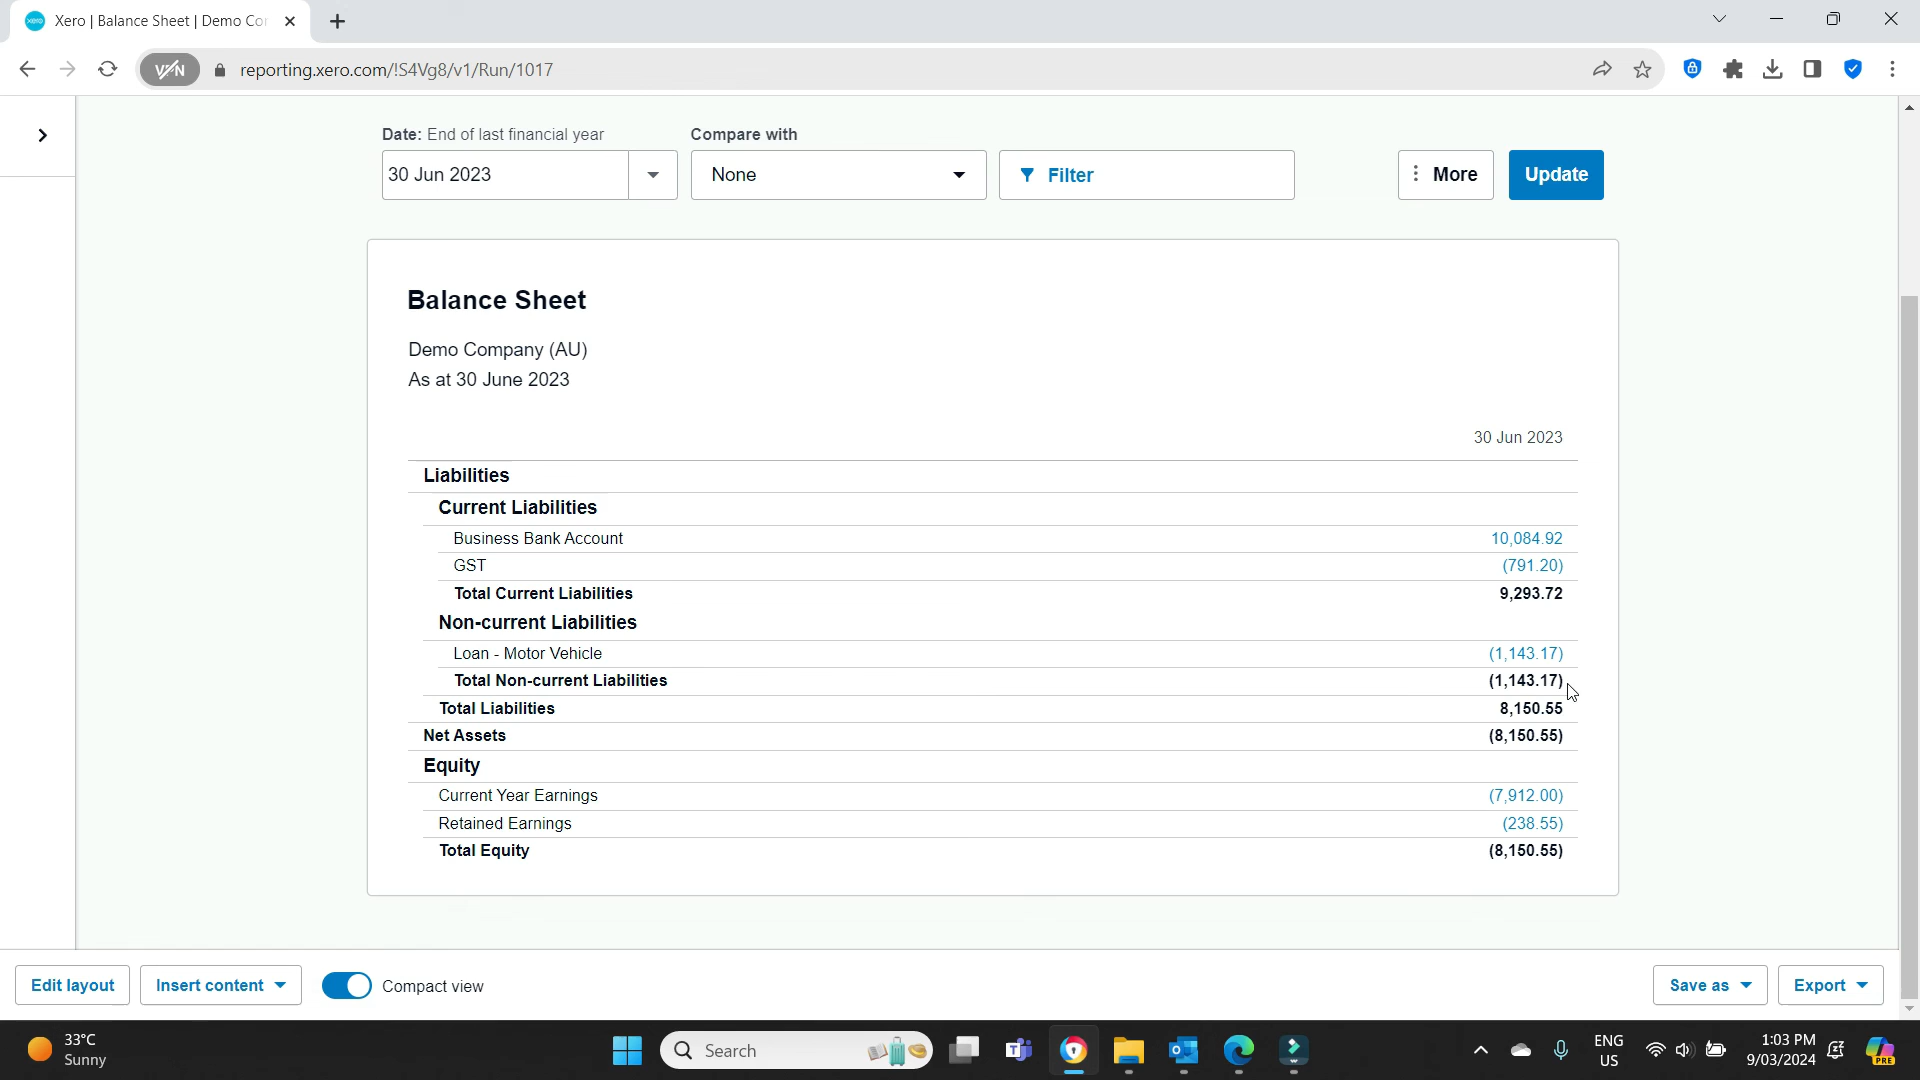 Xero | Balance Sheet | Demo Co
VPN
reporting.xero.com/!S4Vg8/v1/Run/1017
Date: End of last financial year
Compare with
30 Jun 2023
None
Filter
More
Update
Balance Sheet
Demo Company (AU)
As at 30 June 2023
30 Jun 2023
Liabilities
Current Liabilities
Business Bank Account 10,084.92
GST (791.20)
Total Current Liabilities 9,293.72
Non-current Liabilities
Loan - Motor Vehicle (1,143.17)
Total Non-current Liabilities (1,143.17)
Total Liabilities 8,150.55
Net Assets (8,150.55)
Equity
Current Year Earnings (7,912.00)
Retained Earnings (238.55)
Total Equity (8,150.55)
Edit layout
Insert content
Compact view
Save as
Export
33°C
Sunny
Search
ENG
US
1:03 PM
9/03/2024
PRE